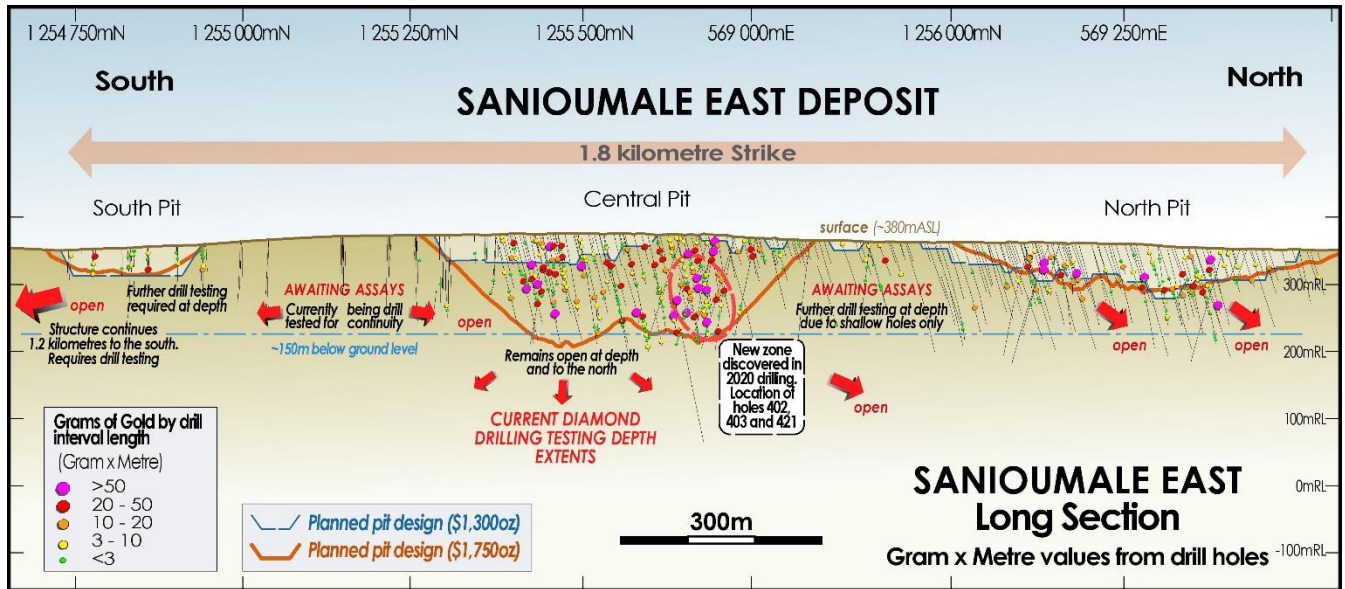 1 254 750mN 1 255 000mN 1 255 250mN 1 255 500mN 569 000mE 1 256 000mN 569 250mE
South
North
SANIOUMALE EAST DEPOSIT
1.8 kilometre Strike
South Pit
Central Pit
North Pit
surface (~380mASL)
open
Further drill testing
required at depth
Structure continues
1.2 kilometres to the south.
Requires drill testing
AWAITING ASSAYS
Currently being drill
tested for continuity
open
~150m below ground level
Remains open at depth
and to the north
CURRENT DIAMOND
DRILLING TESTING DEPTH
EXTENTS
New zone
discovered in
2020 drilling.
Location of
holes 402,
403 and 421
AWAITING ASSAYS
Further drill testing at depth
due to shallow holes only
open
open
open
300mRL
200mRL
100mRL
0mRL
-100mRL
Grams of Gold by drill
interval length
(Gram x Metre)
>50
20 - 50
10 - 20
3 - 10
<3
Planned pit design ($1,300oz)
Planned pit design ($1,750oz)
300m
SANIOUMALE EAST
Long Section
Gram x Metre values from drill holes